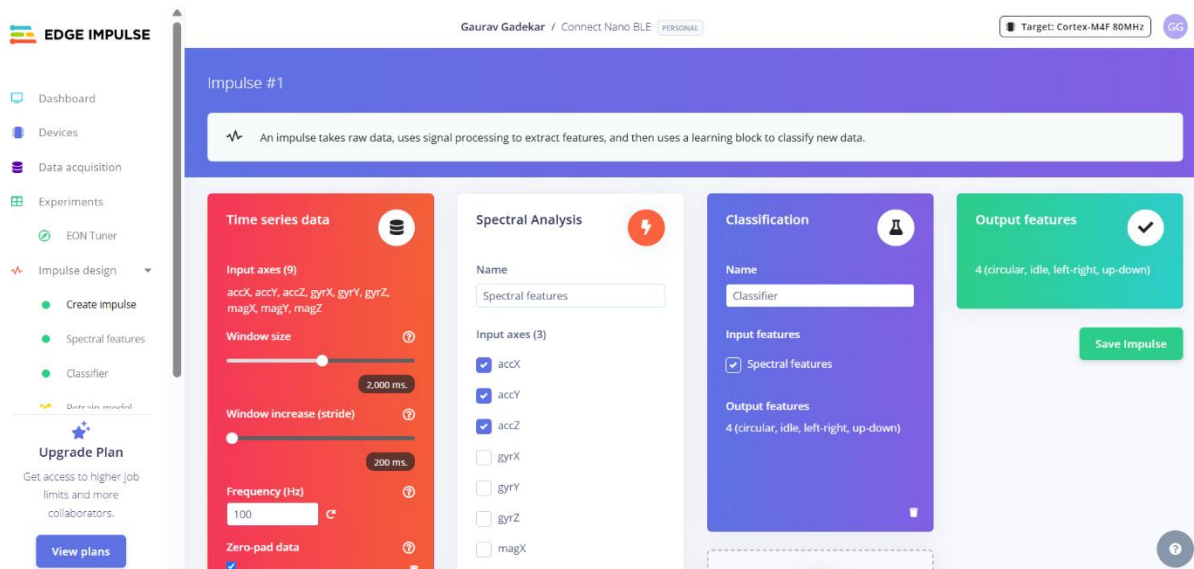 EDGE IMPULSE
Gaurav Gadekar / Connect Nano BLE PERSONAL
Target: Cortex-M4F 80MHz
GG
Dashboard
Devices
Data acquisition
Experiments
EON Tuner
Impulse design
Create impulse
Spectral features
Classifier
Retrain model
Upgrade Plan
Get access to higher job
limits and more
collaborators.
View plans
Impulse #1
An impulse takes raw data, uses signal processing to extract features, and then uses a learning block to classify new data.
Time series data
Input axes (9)
accX, accY, accZ, gyrX, gyrY, gyrZ,
magX, magY, magZ
Window size
?
2,000 ms.
Window increase (stride)
?
200 ms.
Frequency (Hz)
?
100
Zero-pad data
?
Spectral Analysis
Name
Spectral features
Input axes (3)
accX
accY
accZ
gyrX
gyrY
gyrZ
magX
Classification
Name
Classifier
Input features
Spectral features
Output features
4 (circular, idle, left-right, up-down)
Output features
4 (circular, idle, left-right, up-down)
Save Impulse
?